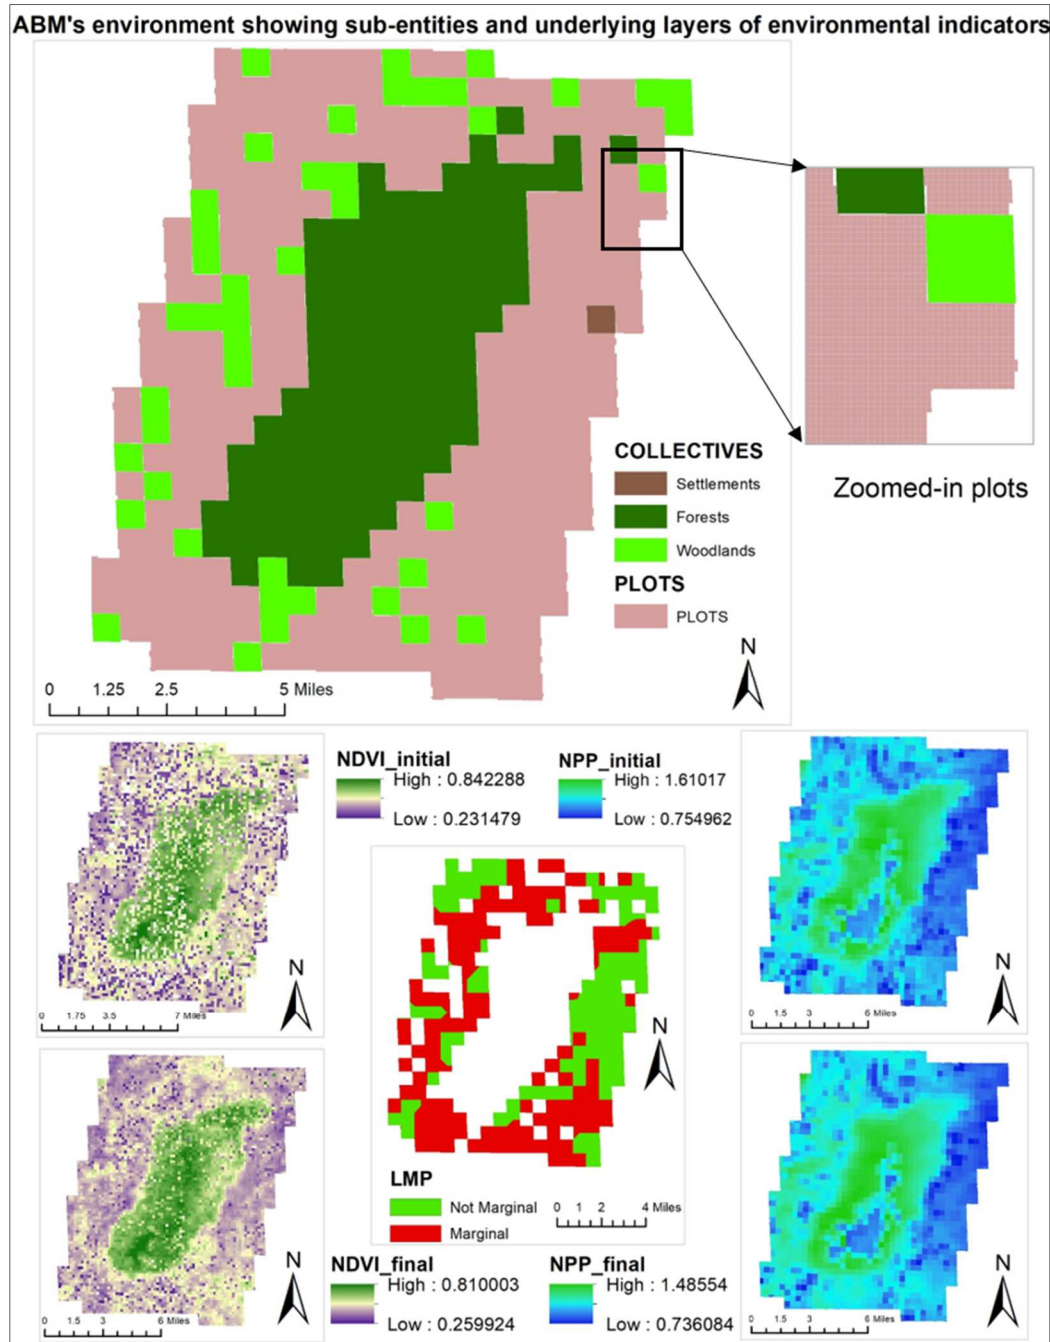 ABM's environment showing sub-entities and underlying layers of environmental indicators
COLLECTIVES
Settlements
Forests
Woodlands
PLOTS
PLOTS
N
0 1.25 2.5 5 Miles
Zoomed-in plots
NDVI_initial
High : 0.842288
Low : 0.231479
NPP_initial
High : 1.61017
Low : 0.754962
N
0 1.75 3.5 7 Miles
N
0 1.5 3 6 Miles
N
LMP
Not Marginal
Marginal
0 1 2 4 Miles
N
0 1.5 3 6 Miles
NDVI_final
High : 0.810003
Low : 0.259924
NPP_final
High : 1.48554
Low : 0.736084
N
0 1.5 3 6 Miles